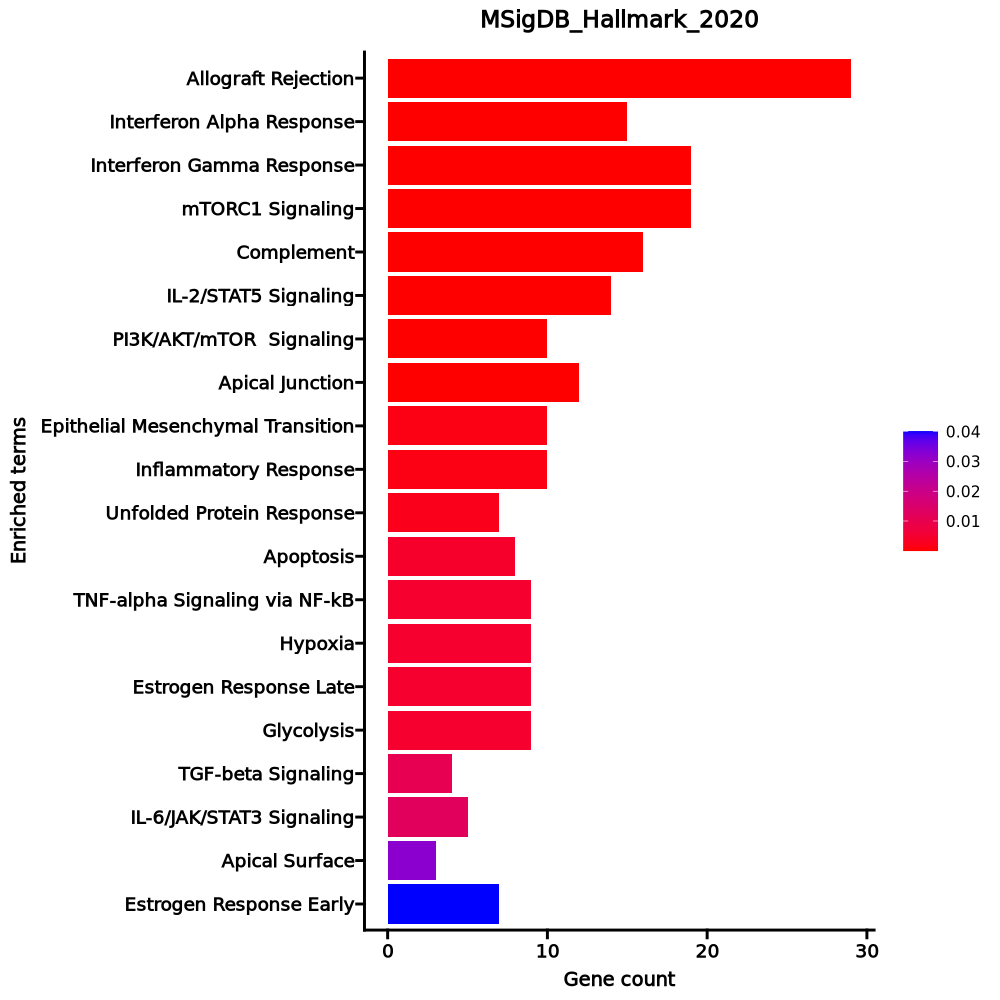 MSigDB_Hallmark_2020
Allograft Rejection
Interferon Alpha Response
Interferon Gamma Response
mTORC1 Signaling
Complement
IL-2/STAT5 Signaling
PI3K/AKT/mTOR  Signaling
Apical Junction
Epithelial Mesenchymal Transition
Inflammatory Response
Unfolded Protein Response
Apoptosis
TNF-alpha Signaling via NF-kB
Hypoxia
Estrogen Response Late
Glycolysis
TGF-beta Signaling
IL-6/JAK/STAT3 Signaling
Apical Surface
Estrogen Response Early
Enriched terms
0 10 20 30
Gene count
0.04
0.03
0.02
0.01